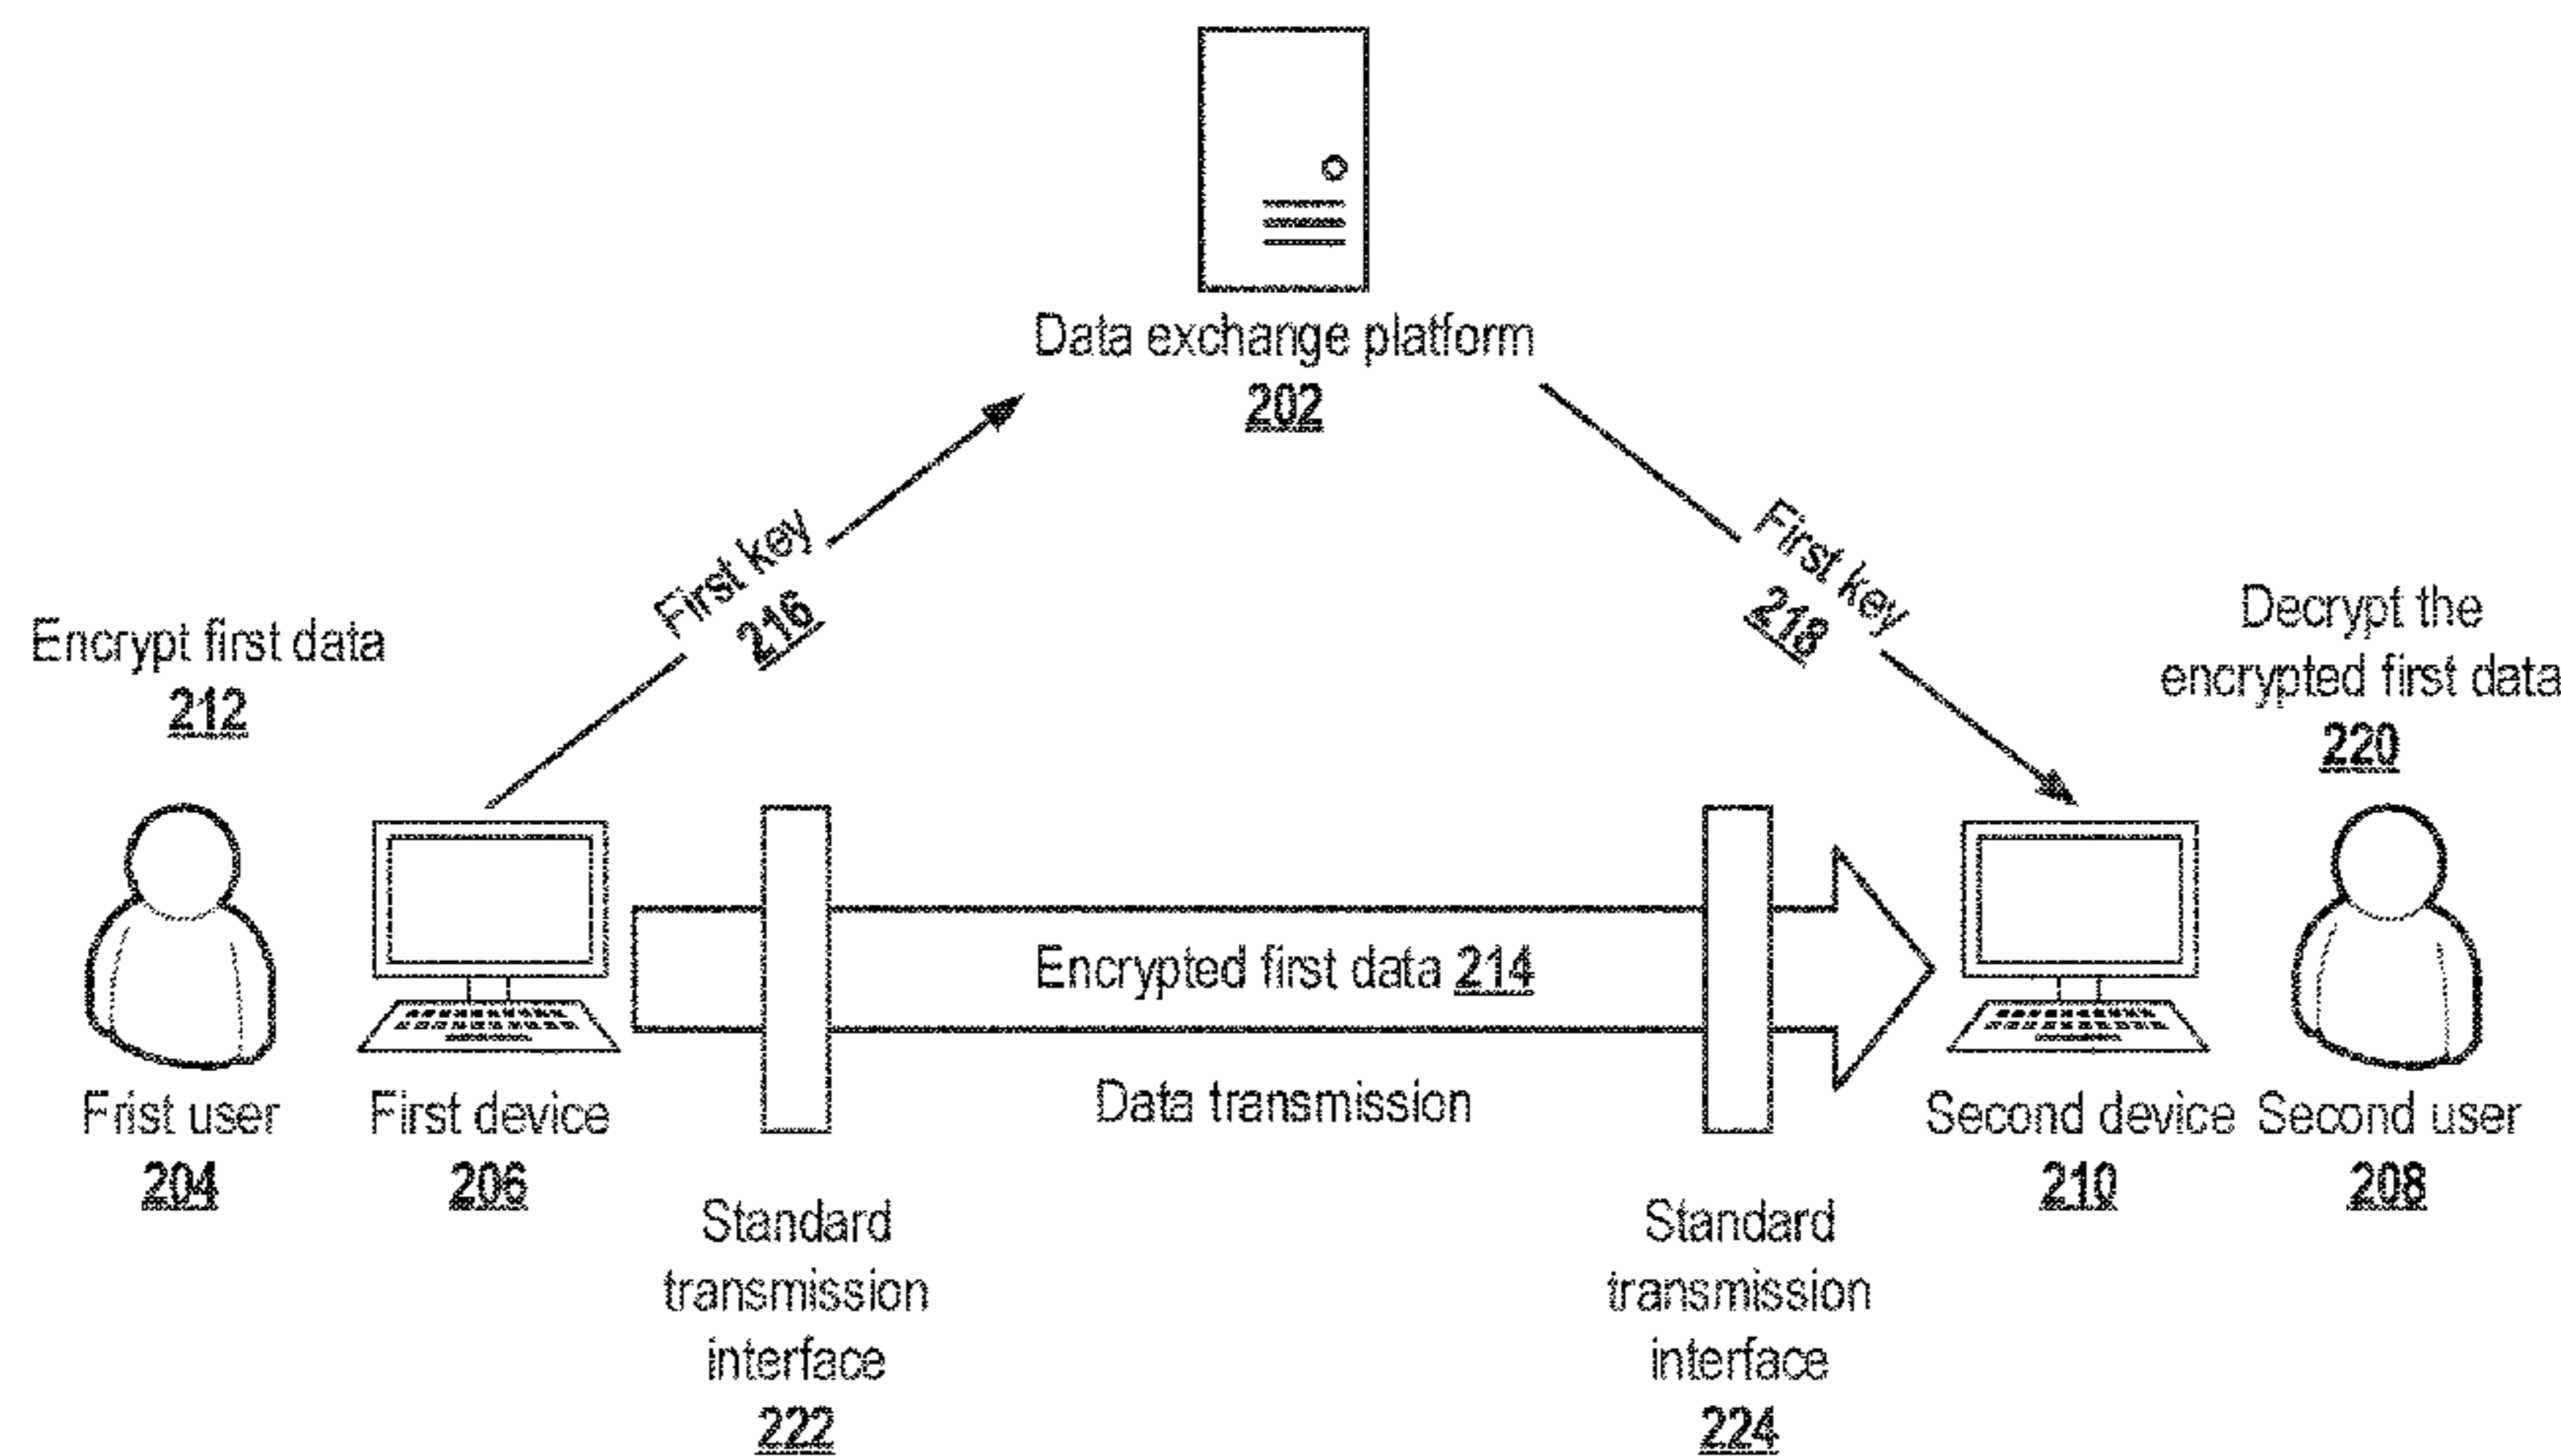 Data exchange platform
202
First key
216
First key
218
Encrypt first data
212
Decrypt the
encrypted first data
220
Encrypted first data 214
Data transmission
Frist user
204
First device
206
Second device
210
Second user
208
Standard
transmission
interface
222
Standard
transmission
interface
224